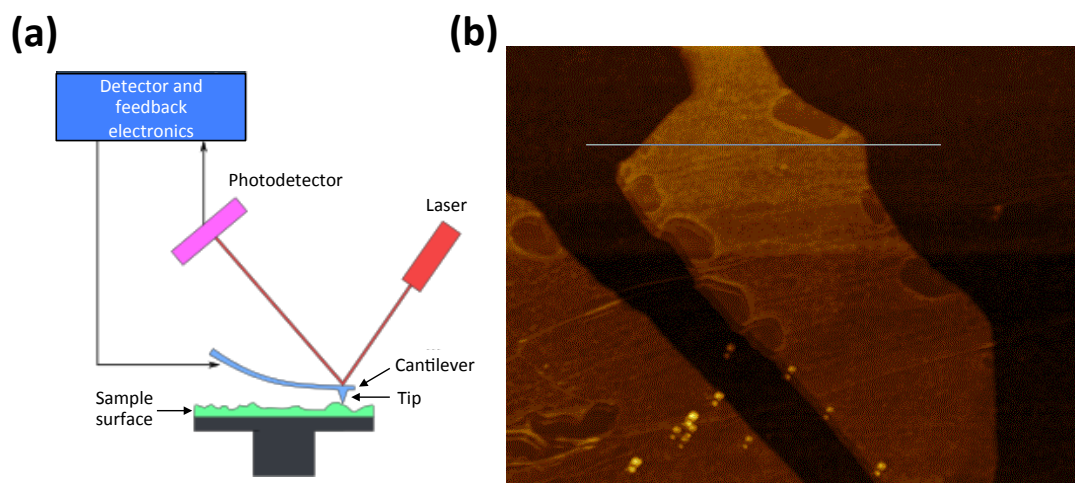 (a)
(b)
Detector and
feedback
electronics
Photodetector
Laser
Cantilever
Tip
Sample
surface